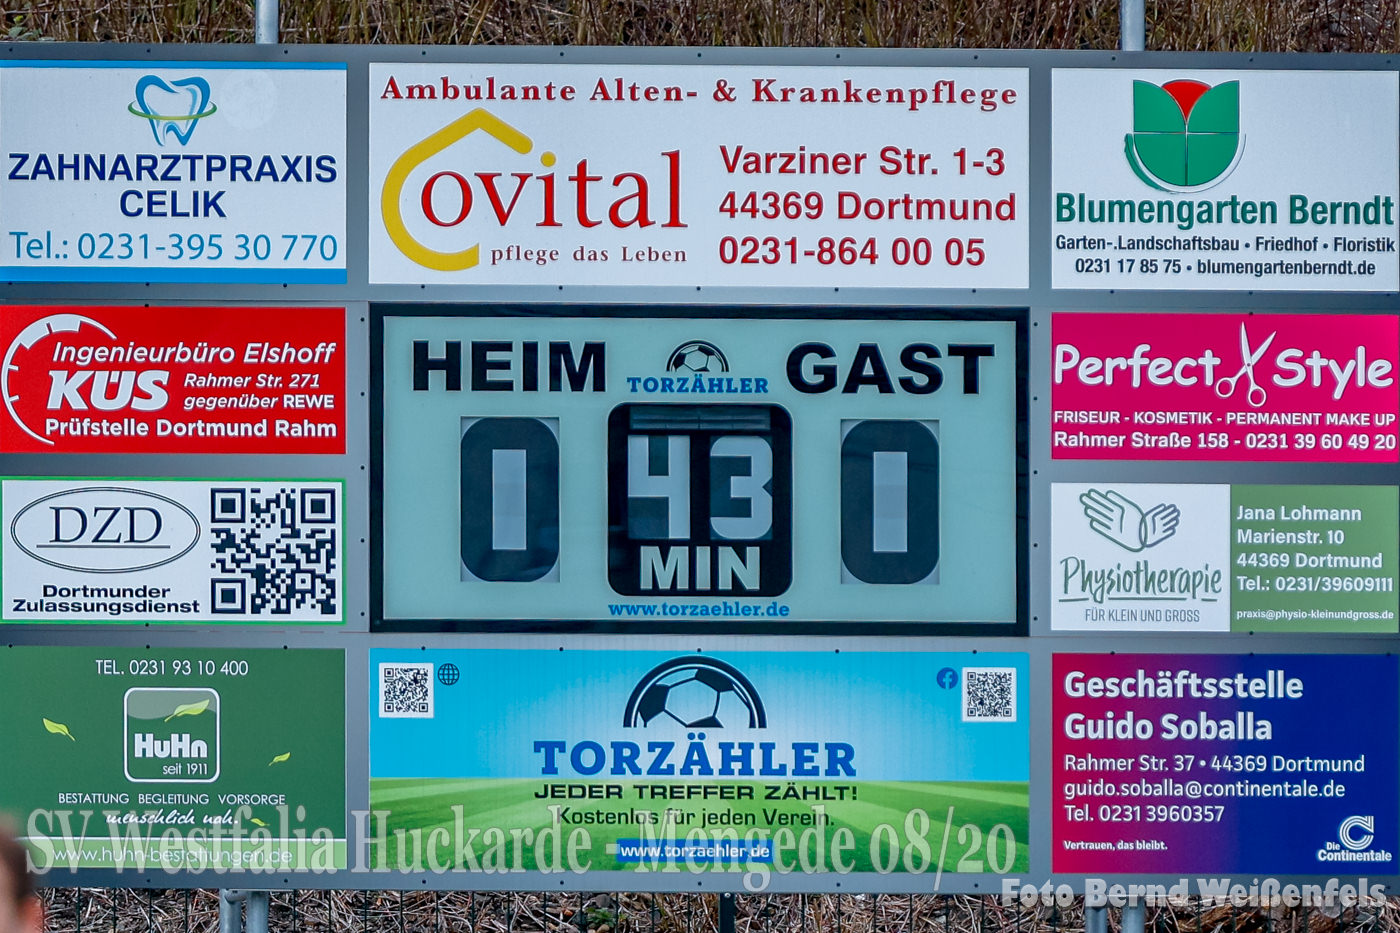 ZAHNARZTPRAXIS
CELIK
Tel.: 0231-395 30 770
Ambulante Alten- & Krankenpflege
Covital
pflege das Leben
Varziner Str. 1-3
44369 Dortmund
0231-864 00 05
Blumengarten Berndt
Garten-.Landschaftsbau • Friedhof • Floristik
0231 17 85 75 • blumengartenberndt.de
Ingenieurbüro Elshoff
KÜS
Rahmer Str. 271
gegenüber REWE
Prüfstelle Dortmund Rahm
HEIM
TORZÄHLER
GAST
0
43
0
MIN
www.torzaehler.de
Perfect Style
FRISEUR - KOSMETIK - PERMANENT MAKE UP
Rahmer Straße 158 - 0231 39 60 49 20
DZD
Dortmunder
Zulassungsdienst
Physiotherapie
FÜR KLEIN UND GROSS
Jana Lohmann
Marienstr. 10
44369 Dortmund
Tel.: 0231/39609111
praxis@physio-kleinundgross.de
TEL. 0231 93 10 400
HuHn
seit 1911
BESTATTUNG BEGLEITUNG VORSORGE
menschlich nah.
www.huhn-bestattungen.de
TORZÄHLER
JEDER TREFFER ZÄHLT!
Kostenlos für jeden Verein.
www.torzaehler.de
Geschäftsstelle
Guido Soballa
Rahmer Str. 37 • 44369 Dortmund
guido.soballa@continentale.de
Tel. 0231 3960357
Vertrauen, das bleibt.
Die
Continentale
SV Westfalia Huckarde - Mengede 08/20
Foto Bernd Weißenfels